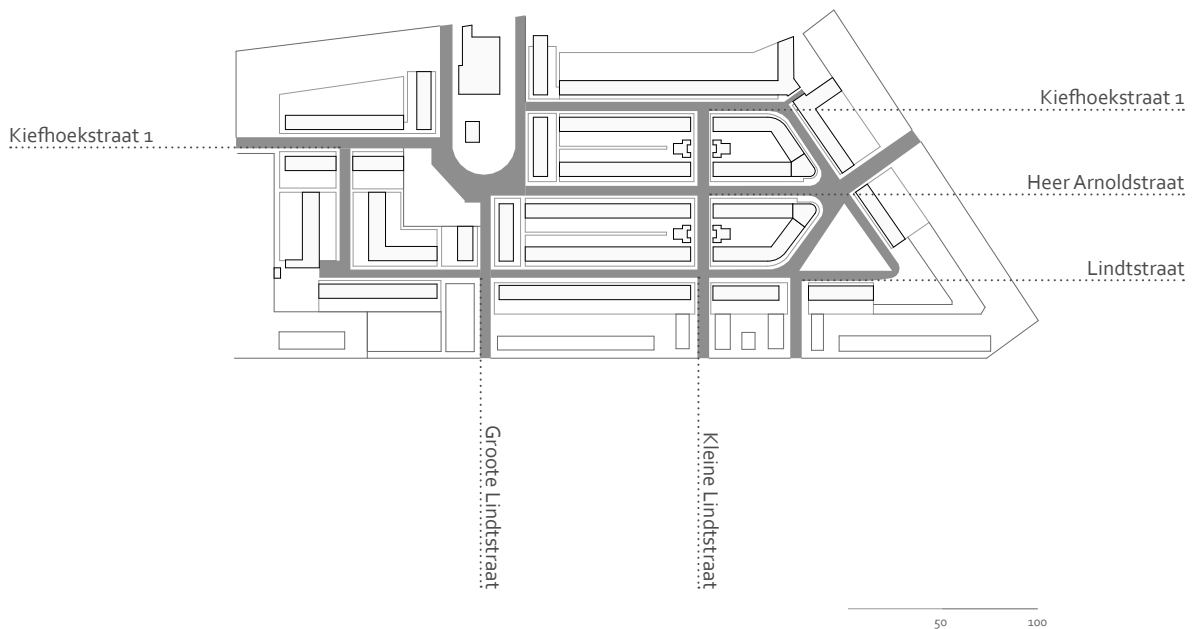 Kiefhoekstraat 1
Kiefhoekstraat 1
Heer Arnoldstraat
Lindtstraat
Groote Lindtstraat
Kleine Lindtstraat
50
100